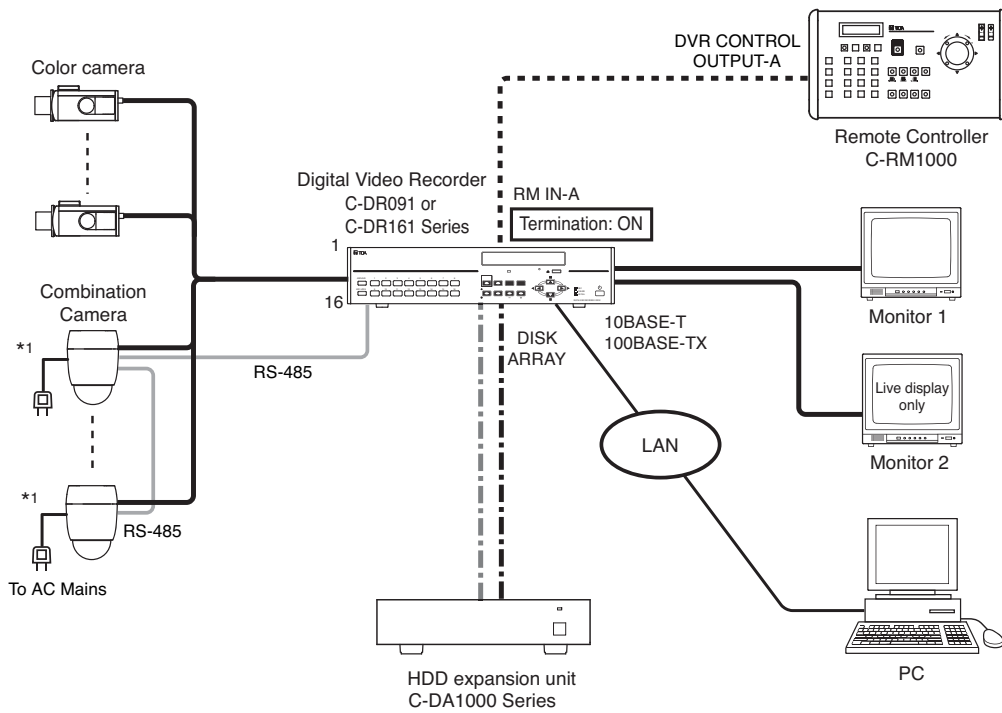 DVR CONTROL
OUTPUT-A
TOA
Remote Controller
C-RM1000
Color camera
Digital Video Recorder
C-DR091 or
C-DR161 Series
RM IN-A
Termination: ON
1
16
TOA
Combination
Camera
*1
RS-485
DISK
ARRAY
10BASE-T
100BASE-TX
Monitor 1
Live display
only
Monitor 2
LAN
*1
RS-485
To AC Mains
HDD expansion unit
C-DA1000 Series
PC